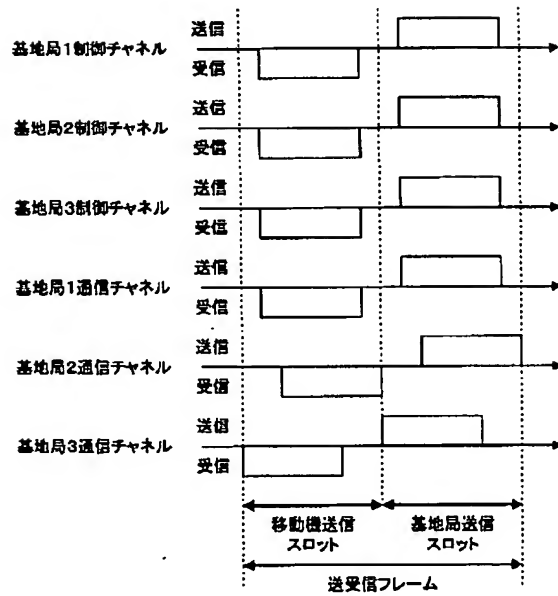 送信
基地局1制御チャネル
受信
送信
基地局2制御チャネル
受信
送信
基地局3制御チャネル
受信
送信
基地局1通信チャネル
受信
送信
基地局2通信チャネル
受信
送信
基地局3通信チャネル
受信
移動機送信
スロット
基地局送信
スロット
送受信フレーム